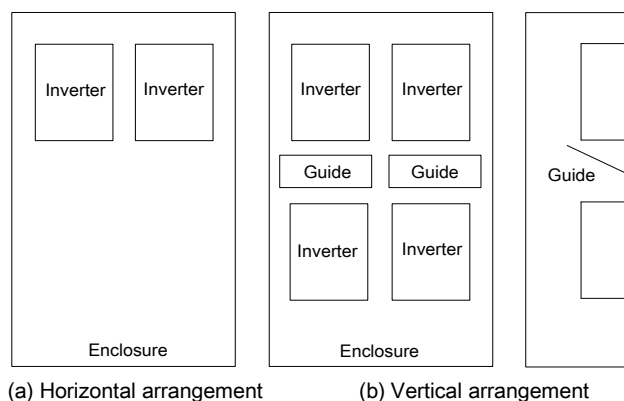 Inverter Inverter
Enclosure
(a) Horizontal arrangement
Inverter Inverter
Guide Guide
Inverter Inverter
Enclosure
Guide
(b) Vertical arrangement